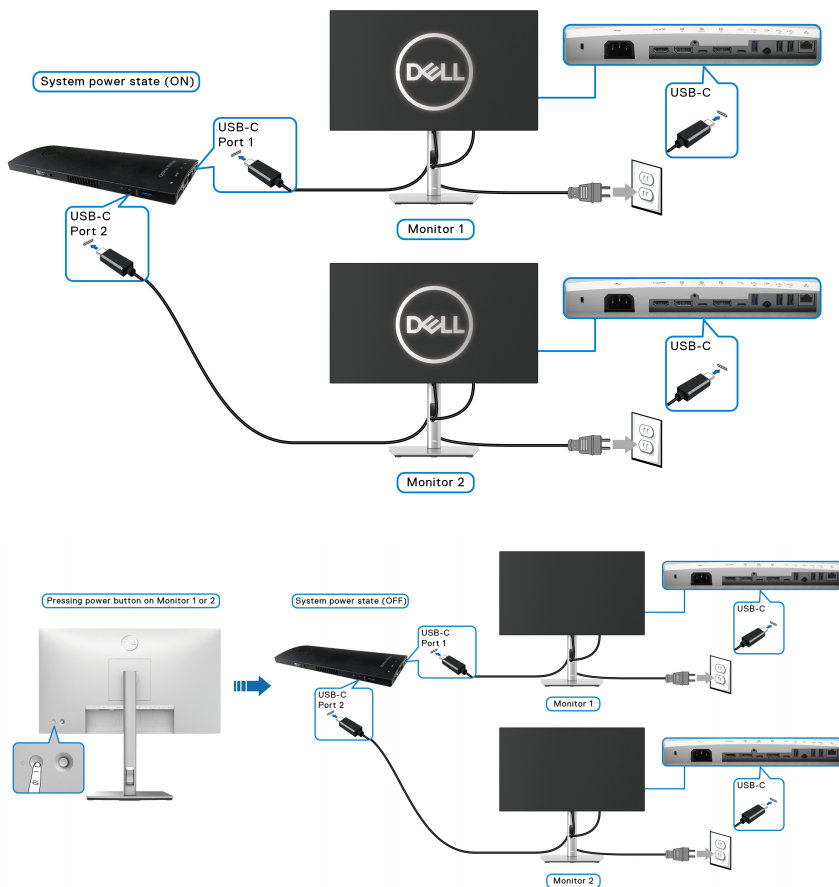 System power state (ON)
USB-C
Port 1
DELL
USB-C
Monitor 1
USB-C
Port 2
DELL
USB-C
Monitor 2
Pressing power button on Monitor 1 or 2
System power state (OFF)
USB-C
Port 1
USB-C
Monitor 1
USB-C
Port 2
USB-C
Monitor 2